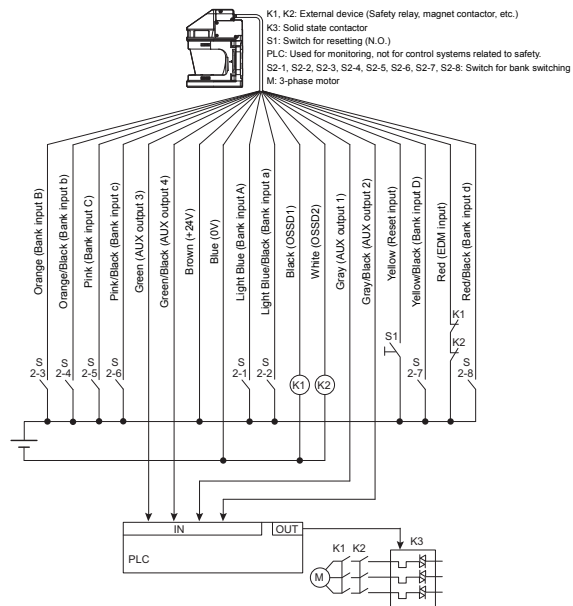 K1, K2: External device (Safety relay, magnet contactor, etc.)
K3: Solid state contactor
S1: Switch for resetting (N.O.)
PLC: Used for monitoring, not for control systems related to safety.
S2-1, S2-2, S2-3, S2-4, S2-5, S2-6, S2-7, S2-8: Switch for bank switching
M: 3-phase motor
Orange (Bank input B)
Orange/Black (Bank input b)
Pink (Bank input C)
Pink/Black (Bank input c)
Green (AUX output 3)
Green/Black (AUX output 4)
Brown (+24V)
Blue (0V)
Light Blue (Bank input A)
Light Blue/Black (Bank input a)
Black (OSSD1)
White (OSSD2)
Gray (AUX output 1)
Gray/Black (AUX output 2)
Yellow (Reset input)
Yellow/Black (Bank input D)
Red (EDM input)
Red/Black (Bank input d)
S
2-3
S
2-4
S
2-5
S
2-6
S
2-1
S
2-2
K1
K2
S1
S
2-7
K1
K2
S
2-8
IN
OUT
PLC
K1
K2
K3
M